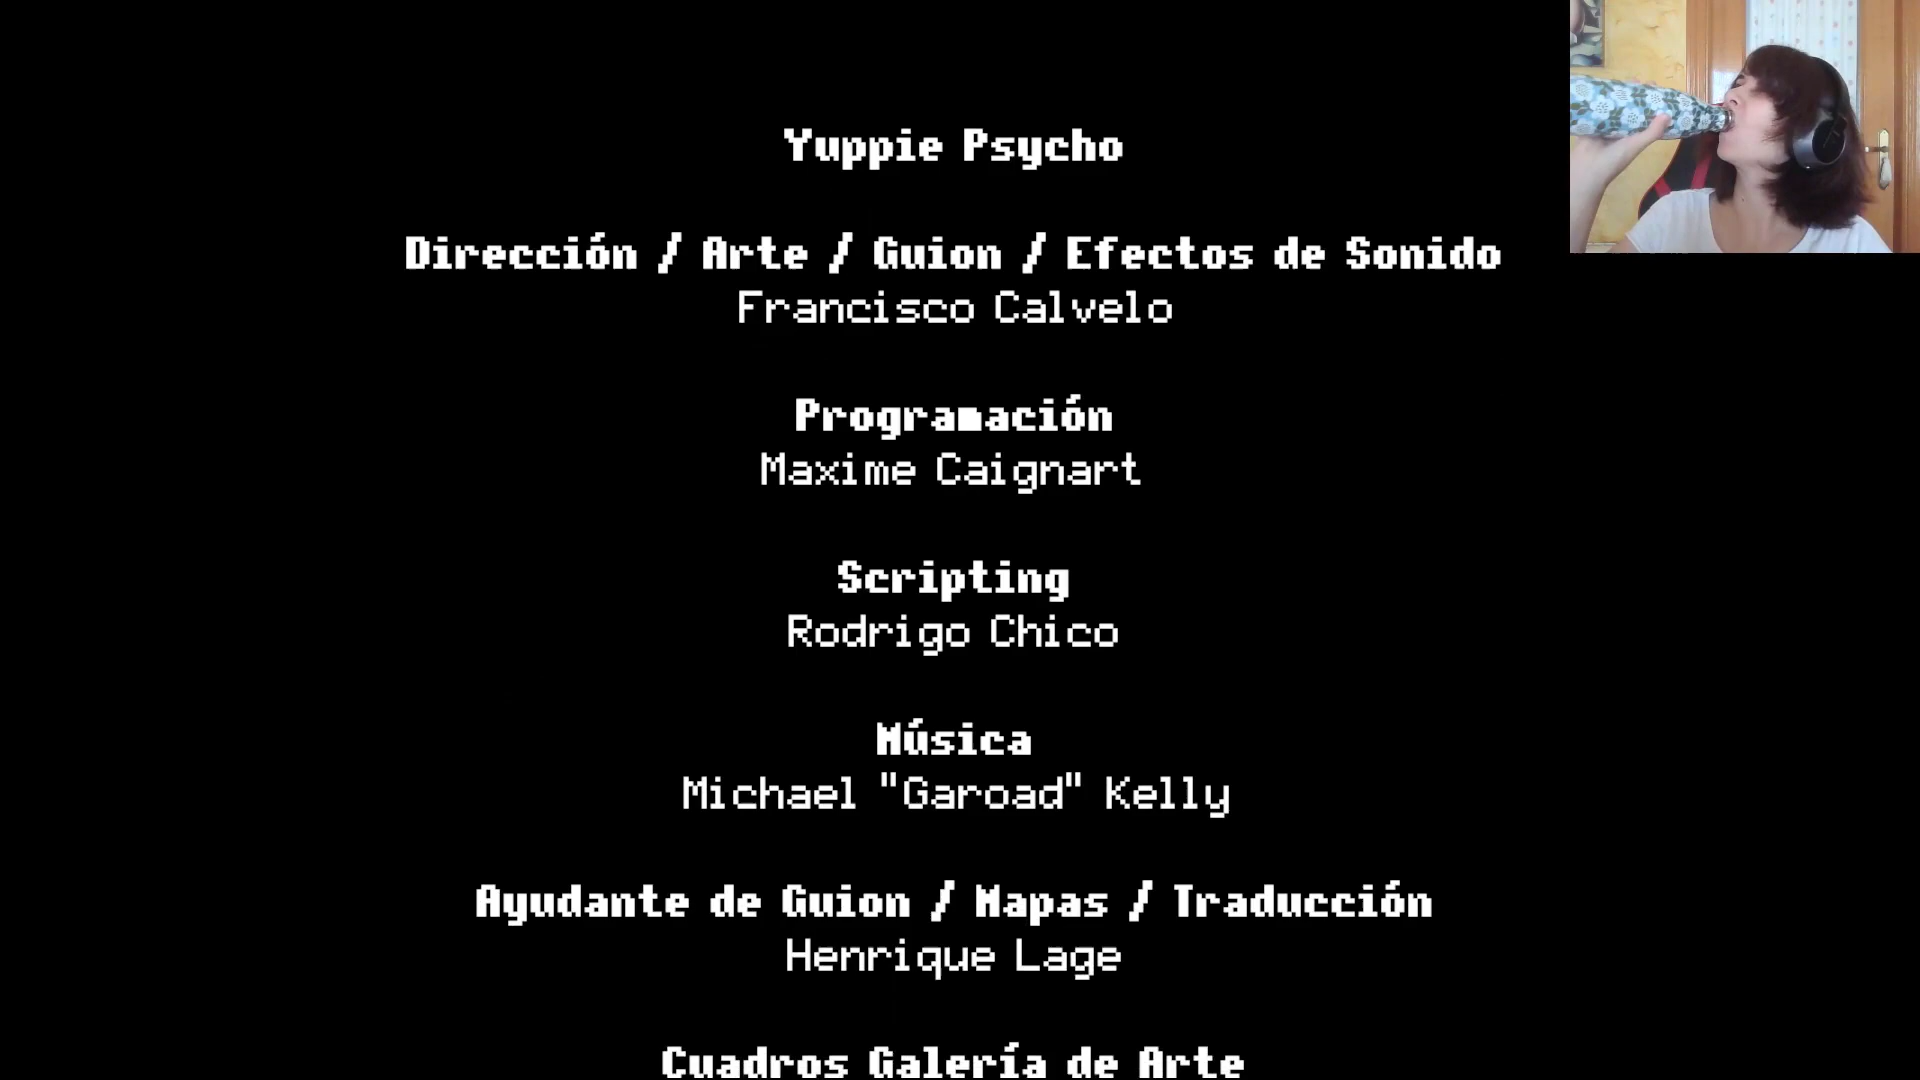 Yuppie Psycho
Dirección / Arte / Guion / Efectos de Sonido
Francisco Calvelo
Programación
Maxime Caignart
Scripting
Rodrigo Chico
Música
Michael "Garoad" Kelly
Ayudante de Guion / Mapas / Traducción
Henrique Lage
Cuadros Galería de Arte